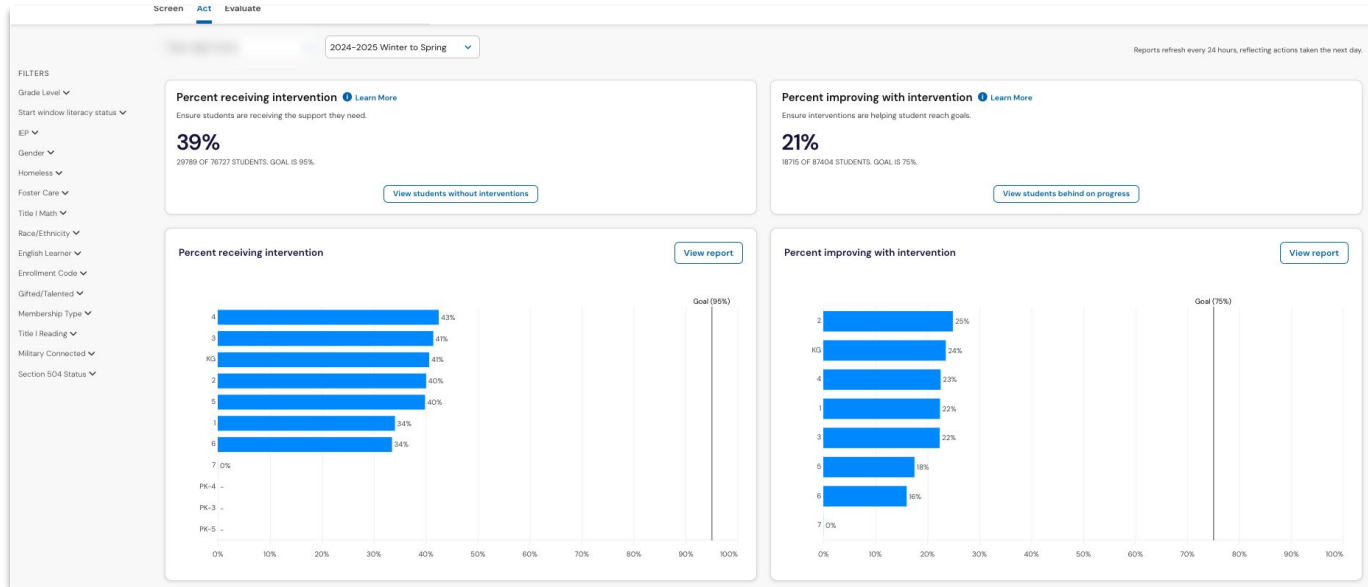 Screen Act Evaluate
2024-2025 Winter to Spring
Reports refresh every 24 hours, reflecting actions taken the next day.
FILTERS
Grade Level
Start window literacy status
IEP
Gender
Homeless
Foster Care
Title I Math
Race/Ethnicity
English Learner
Enrollment Code
Gifted/Talented
Membership Type
Title I Reading
Military Connected
Section 504 Status
Percent receiving intervention Learn More
Ensure students are receiving the support they need.
39%
29789 OF 76727 STUDENTS. GOAL IS 95%.
View students without interventions
Percent improving with intervention Learn More
Ensure interventions are helping student reach goals.
21%
18715 OF 87404 STUDENTS. GOAL IS 75%.
View students behind on progress
Percent receiving intervention View report
Goal (95%)
4 43%
3 41%
KG 41%
2 40%
5 40%
1 34%
6 34%
7 0%
PK-4 -
PK-3 -
PK-5 -
0% 10% 20% 30% 40% 50% 60% 70% 80% 90% 100%
Percent improving with intervention View report
Goal (75%)
2 25%
KG 24%
4 23%
1 22%
3 22%
5 18%
6 16%
7 0%
0% 10% 20% 30% 40% 50% 60% 70% 80% 90% 100%